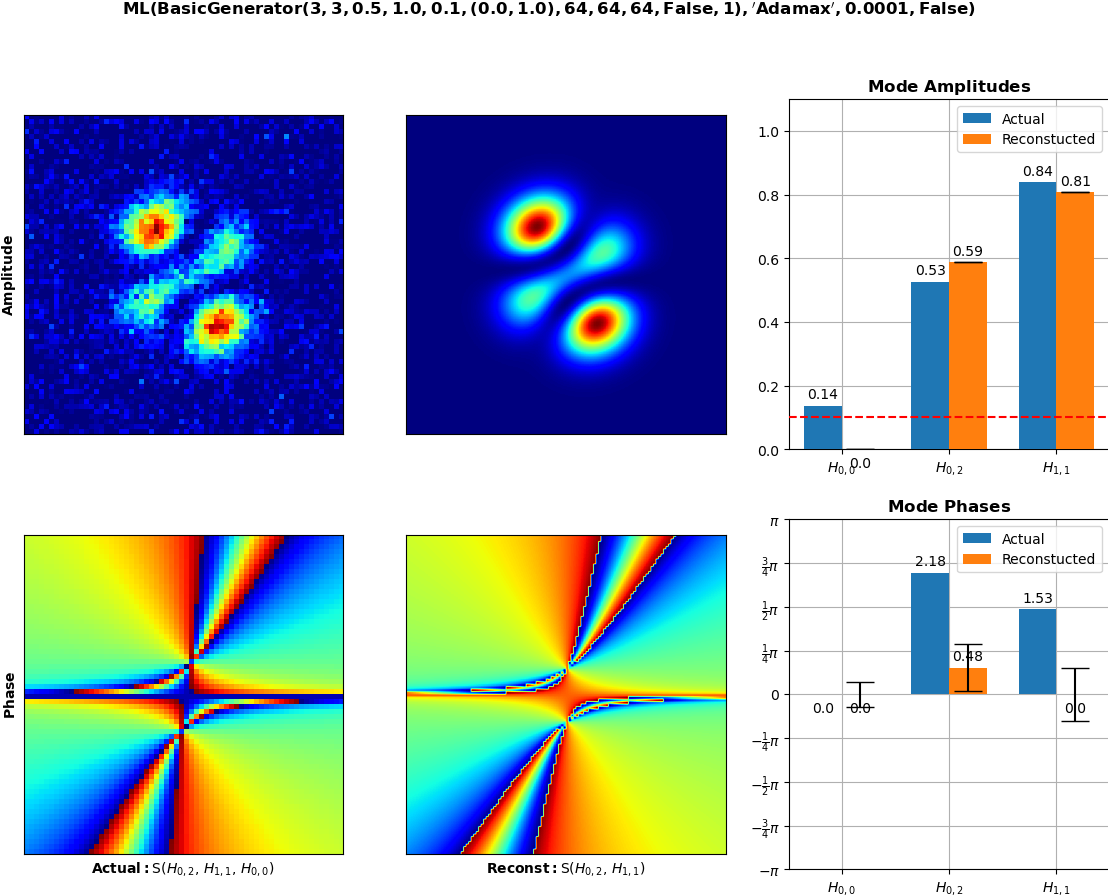 ML(BasicGenerator(3, 3, 0.5, 1.0, 0.1, (0.0, 1.0), 64, 64, 64, False, 1), ′Adamax′, 0.0001, False)
Amplitude
Mode Amplitudes
Actual
Reconstucted
1.0
0.8
0.6
0.4
0.2
0.0
0.14
0.0
0.53
0.59
0.84
0.81
H₀,₀
H₀,₂
H₁,₁
Phase
Actual: S(H₀,₂, H₁,₁, H₀,₀)
Reconst: S(H₀,₂, H₁,₁)
Mode Phases
Actual
Reconstucted
π
¾π
½π
¼π
0
−¼π
−½π
−¾π
−π
0.0
0.0
2.18
0.48
1.53
0.0
H₀,₀
H₀,₂
H₁,₁